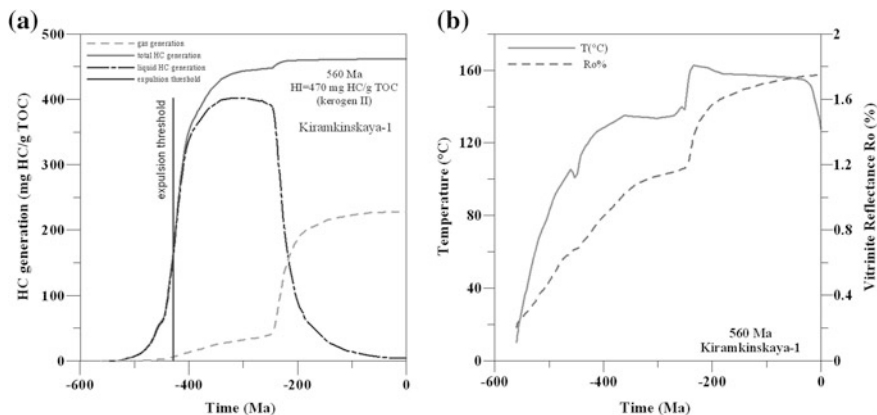 (a)
500
400
300
200
100
0
HC generation (mg HC/g TOC)
gas generation
total HC generation
liquid HC generation
expulsion threshold
expulsion threshold
560 Ma
HI=470 mg HC/g TOC
(kerogen II)
Kiramkinskaya-1
-600
-400
-200
0
Time (Ma)
(b)
160
120
80
40
0
Temperature (°C)
T(°C)
Ro%
2
1.6
1.2
0.8
0.4
0
Vitrinite Reflectance Ro (%)
560 Ma
Kiramkinskaya-1
-600
-400
-200
0
Time (Ma)